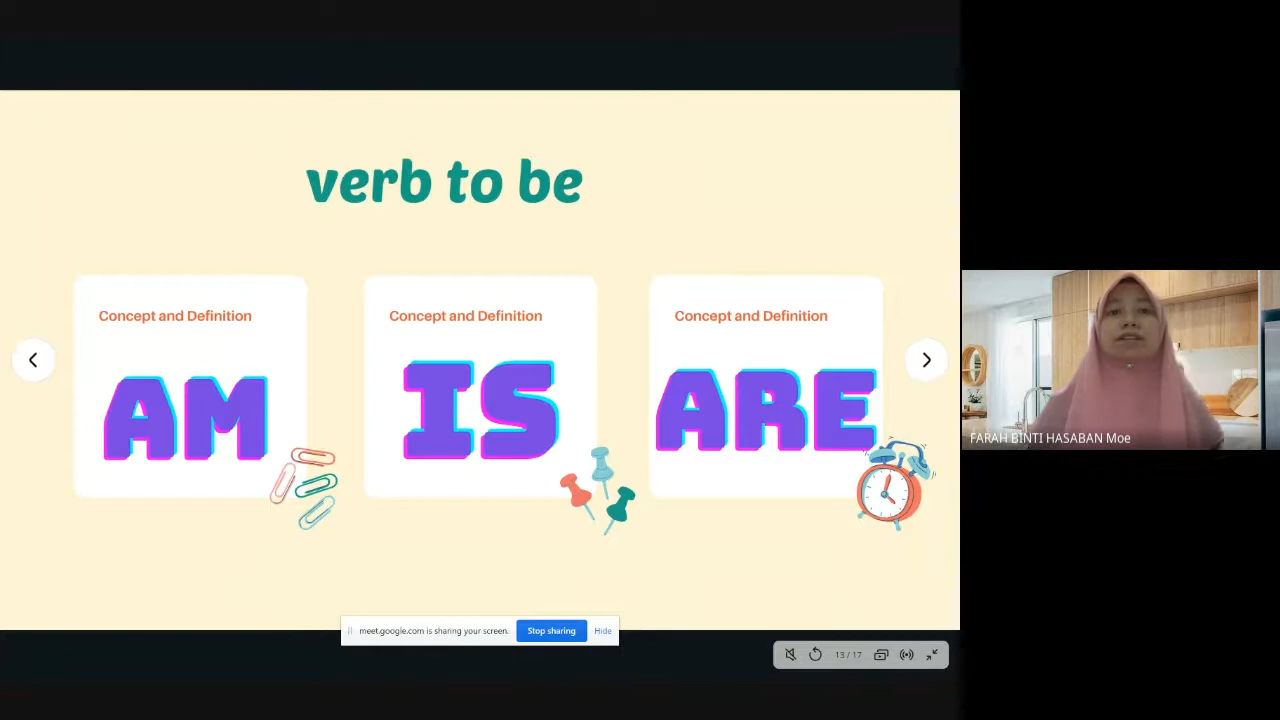 verb to be
Concept and Definition
AM
Concept and Definition
IS
Concept and Definition
ARE
FARAH BINTI HASABAN Moe
meet.google.com is sharing your screen.
Stop sharing
Hide
13 / 17